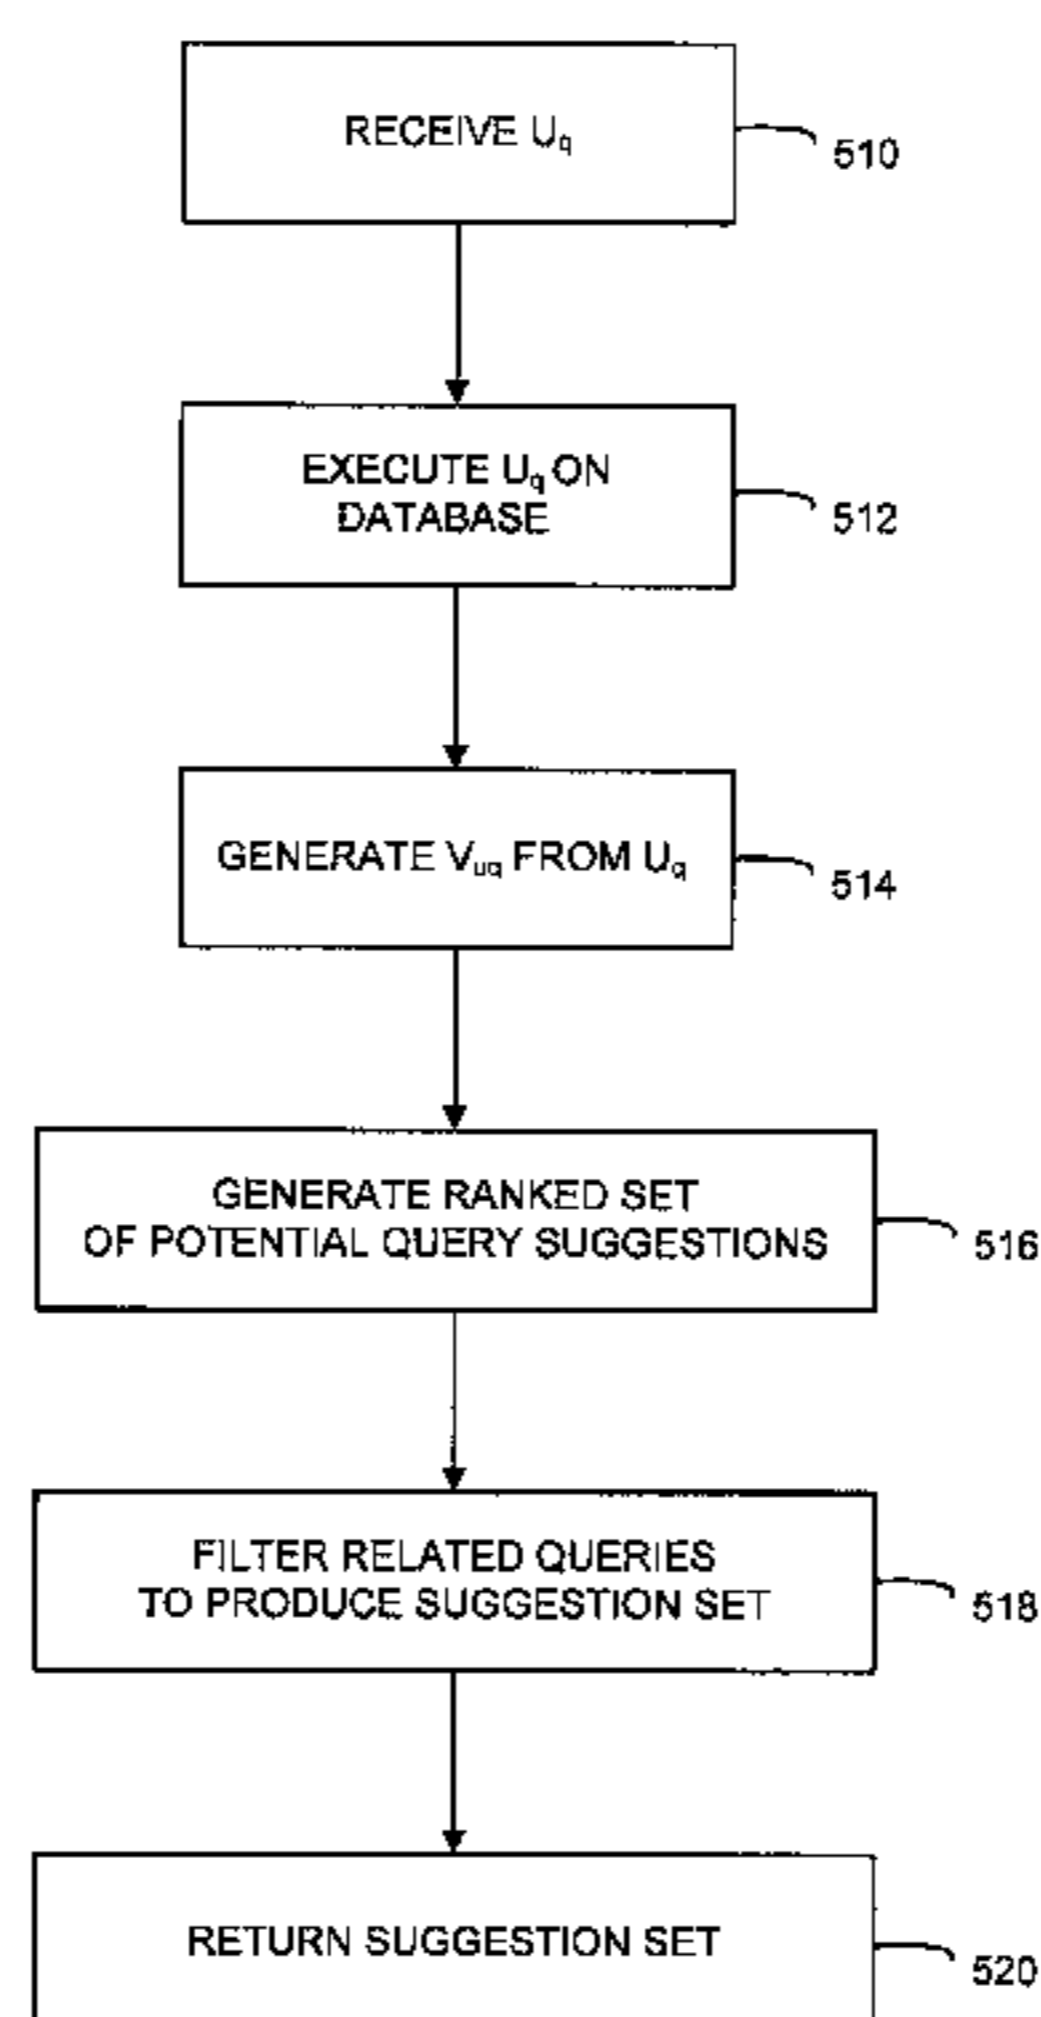 RECEIVE Uq
510
EXECUTE Uq ON
DATABASE
512
GENERATE Vuq FROM Uq
514
GENERATE RANKED SET
OF POTENTIAL QUERY SUGGESTIONS
516
FILTER RELATED QUERIES
TO PRODUCE SUGGESTION SET
518
RETURN SUGGESTION SET
520